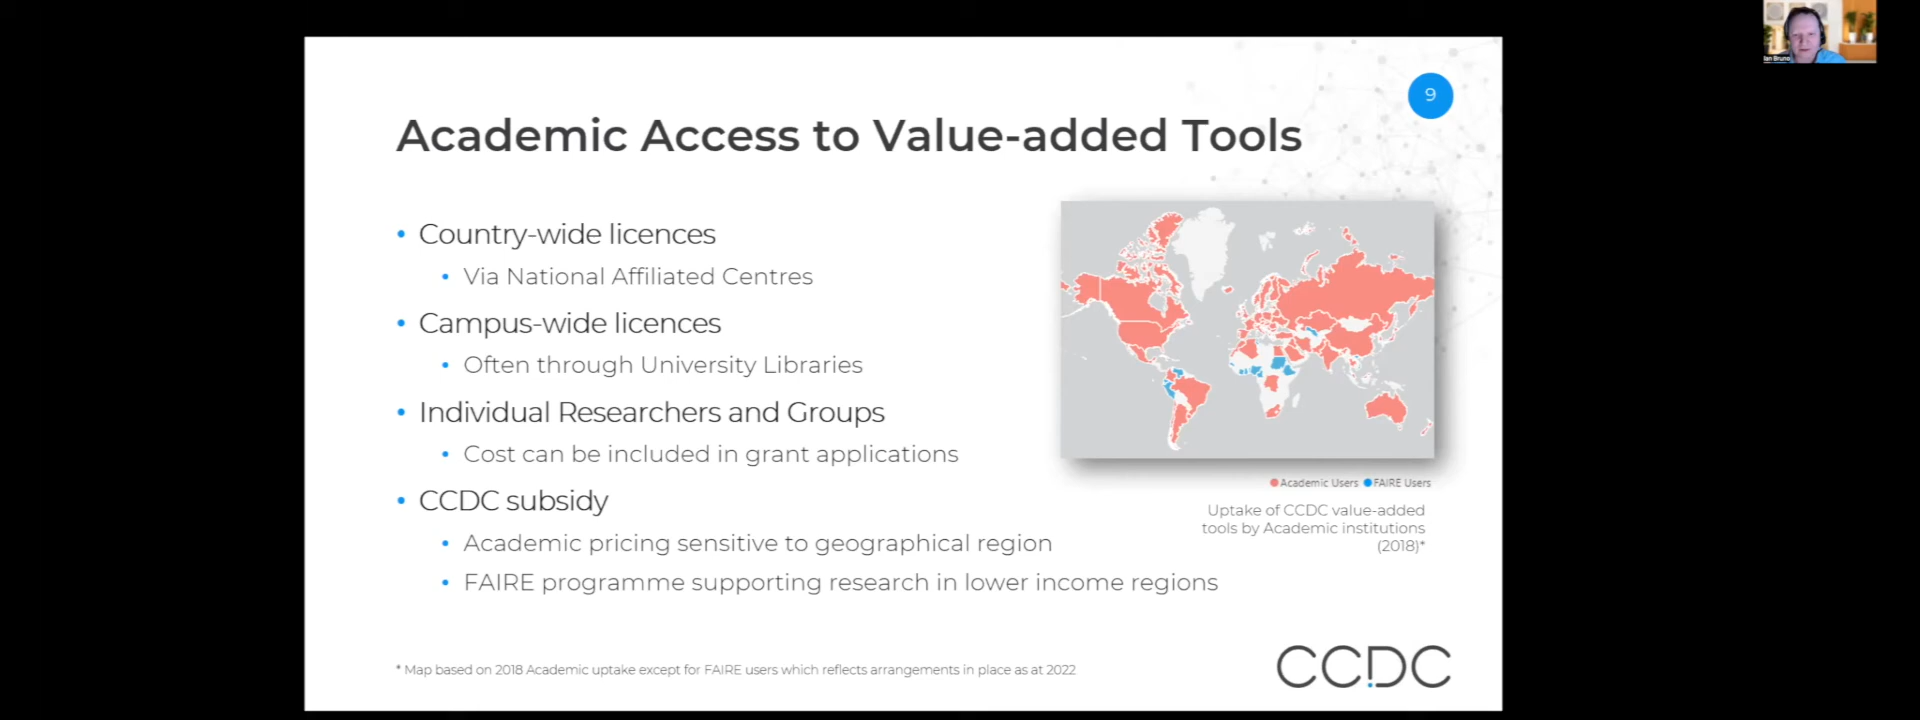 Ian Bruno
9
Academic Access to Value-added Tools
• Country-wide licences
• Via National Affiliated Centres
• Campus-wide licences
• Often through University Libraries
• Individual Researchers and Groups
• Cost can be included in grant applications
• CCDC subsidy
• Academic pricing sensitive to geographical region
• FAIRE programme supporting research in lower income regions
Academic Users FAIRE Users
Uptake of CCDC value-added
tools by Academic institutions
(2018)*
* Map based on 2018 Academic uptake except for FAIRE users which reflects arrangements in place as at 2022
CCDC